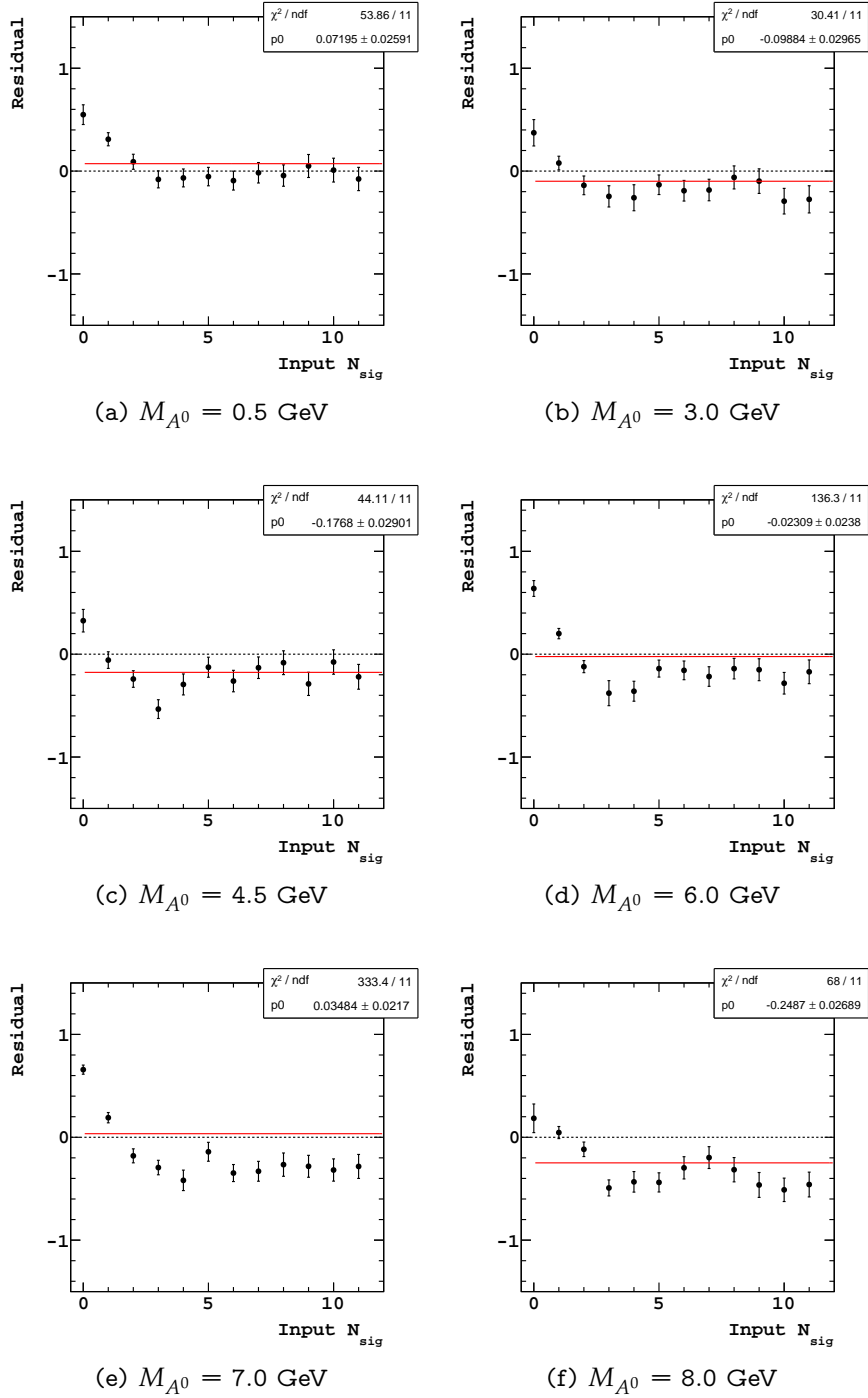 χ² / ndf 53.86 / 11
p0 0.07195 ± 0.02591
Residual
1
0
−1
0 5 10
Input N_sig
(a) M_A⁰ = 0.5 GeV
χ² / ndf 30.41 / 11
p0 -0.09884 ± 0.02965
Residual
1
0
−1
0 5 10
Input N_sig
(b) M_A⁰ = 3.0 GeV
χ² / ndf 44.11 / 11
p0 -0.1768 ± 0.02901
Residual
1
0
−1
0 5 10
Input N_sig
(c) M_A⁰ = 4.5 GeV
χ² / ndf 136.3 / 11
p0 -0.02309 ± 0.0238
Residual
1
0
−1
0 5 10
Input N_sig
(d) M_A⁰ = 6.0 GeV
χ² / ndf 333.4 / 11
p0 0.03484 ± 0.0217
Residual
1
0
−1
0 5 10
Input N_sig
(e) M_A⁰ = 7.0 GeV
χ² / ndf 68 / 11
p0 -0.2487 ± 0.02689
Residual
1
0
−1
0 5 10
Input N_sig
(f) M_A⁰ = 8.0 GeV